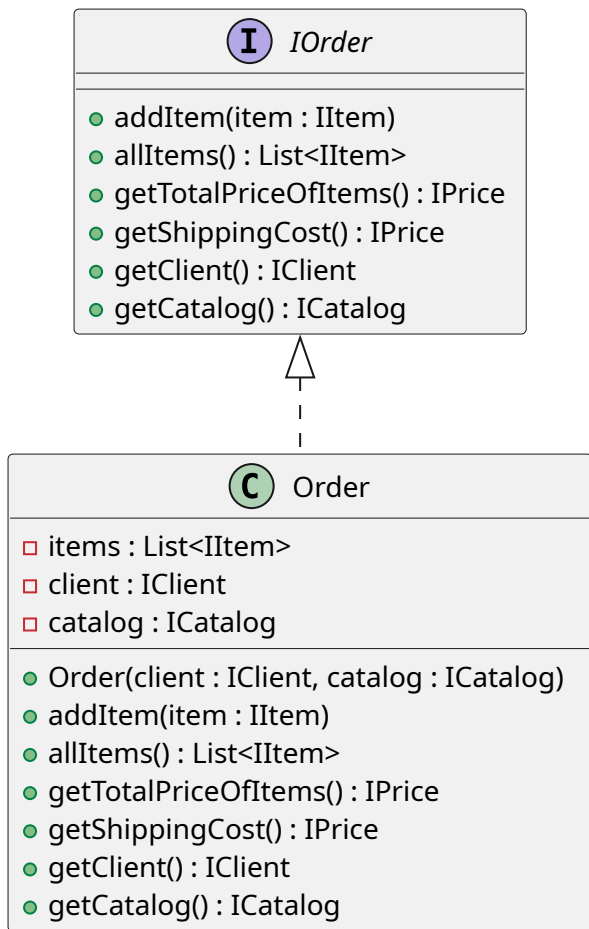 I IOrder
addItem(item : IItem)
allItems() : List<IItem>
getTotalPriceOfItems() : IPrice
getShippingCost() : IPrice
getClient() : IClient
getCatalog() : ICatalog
C Order
items : List<IItem>
client : IClient
catalog : ICatalog
Order(client : IClient, catalog : ICatalog)
addItem(item : IItem)
allItems() : List<IItem>
getTotalPriceOfItems() : IPrice
getShippingCost() : IPrice
getClient() : IClient
getCatalog() : ICatalog